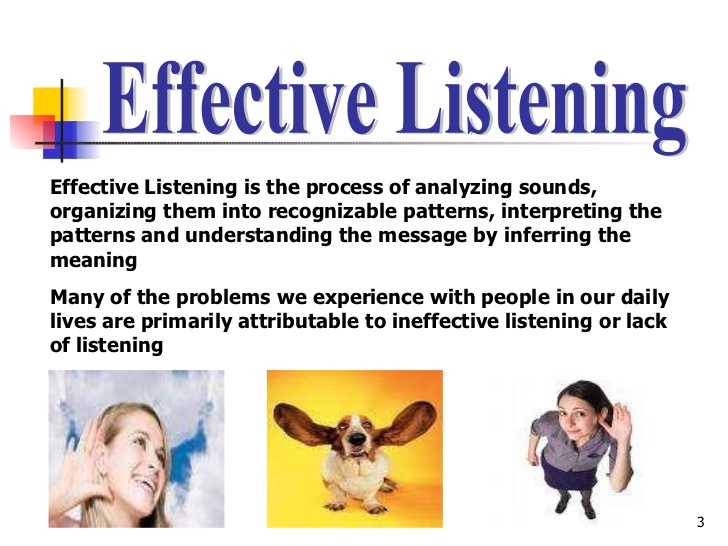 Effective Listening
Effective Listening is the process of analyzing sounds,
organizing them into recognizable patterns, interpreting the
patterns and understanding the message by inferring the
meaning
Many of the problems we experience with people in our daily
lives are primarily attributable to ineffective listening or lack
of listening
3